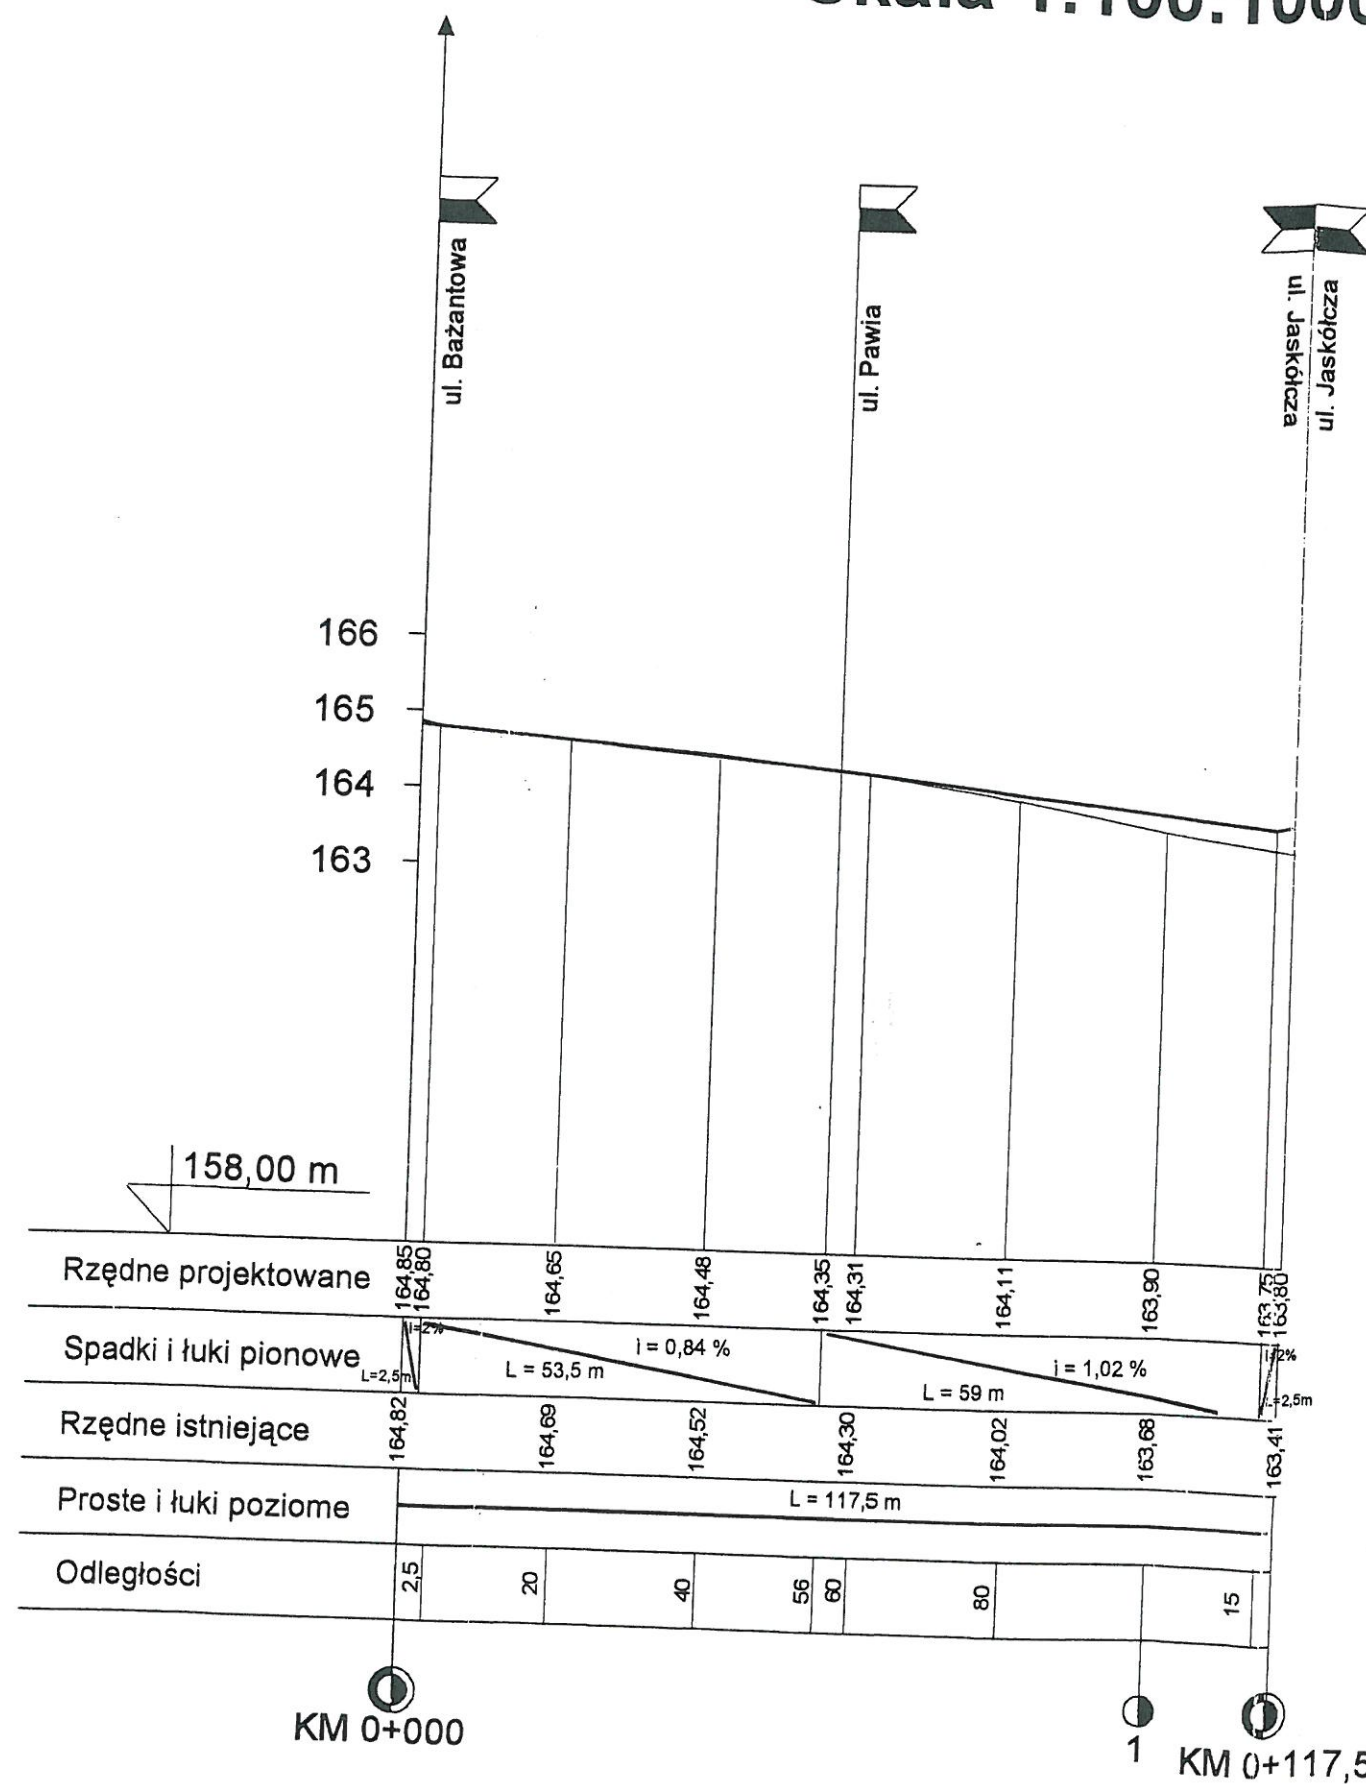 Skala 1:100:1000
ul. Bażantowa
ul. Pawia
ul. Jaskółcza
ul. Jaskółcza
166
165
164
163
158,00 m
Rzędne projektowane 164,85 164,80 164,65 164,48 164,35 164,31 164,11 163,90 163,75 163,80
Spadki i łuki pionowe L=2,5m i=2% L = 53,5 m i = 0,84 % L = 59 m i = 1,02 % i=2% L=2,5m
Rzędne istniejące 164,82 164,69 164,52 164,30 164,02 163,68 163,41
Proste i łuki poziome L = 117,5 m
Odległości 2,5 20 40 56 60 80 15
KM 0+000 1 KM 0+117,5